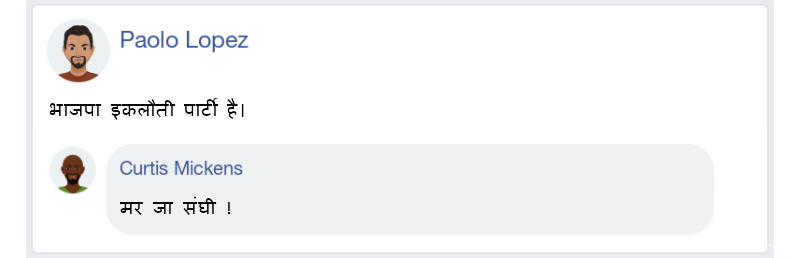 Paolo Lopez
भाजपा इकलौती पार्टी है।
Curtis Mickens
मर जा संघी !